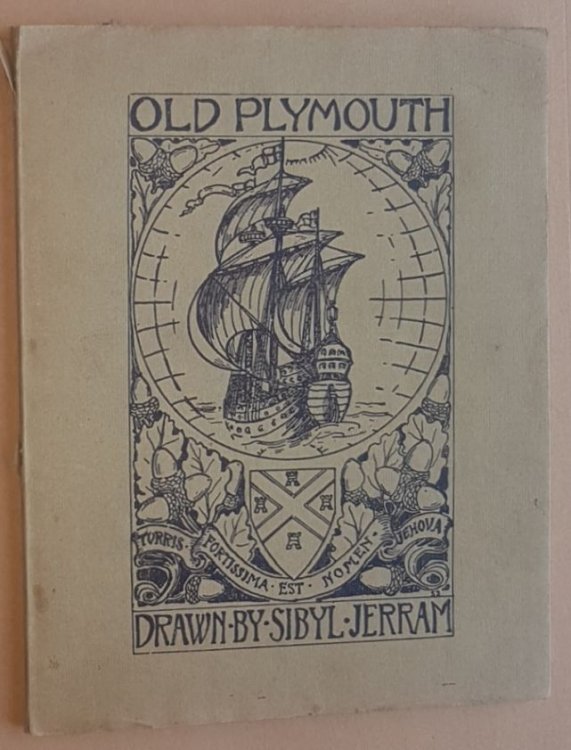 OLD PLYMOUTH
TURRIS · FORTISSIMA · EST · NOMEN · JEHOVA
DRAWN · BY · SIBYL · JERRAM